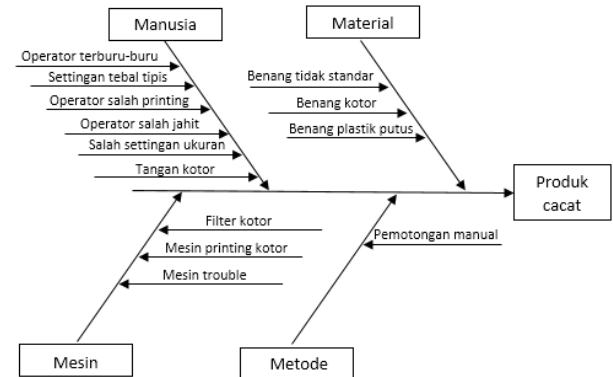 Manusia
Material
Operator terburu-buru
Settingan tebal tipis
Operator salah printing
Operator salah jahit
Salah settingan ukuran
Tangan kotor
Benang tidak standar
Benang kotor
Benang plastik putus
Produk
cacat
Filter kotor
Mesin printing kotor
Mesin trouble
Pemotongan manual
Mesin
Metode